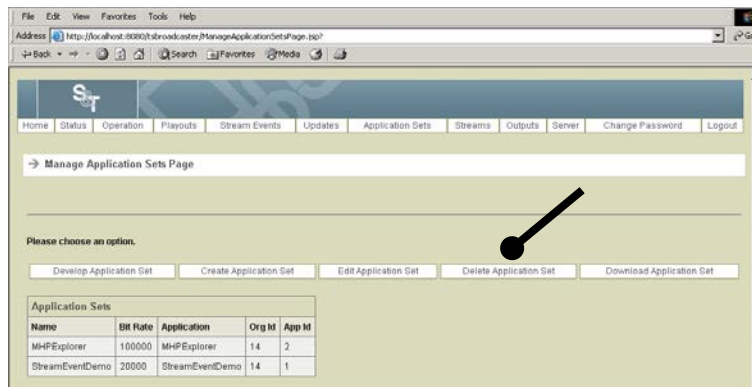 File Edit View Favorites Tools Help
Address http://localhost:8080/tsbroadcaster/ManageApplicationSetsPage.jsp?
Back Search Favorites Media
S&T
Home Status Operation Playouts Stream Events Updates Application Sets Streams Outputs Server Change Password Logout
→ Manage Application Sets Page
Please choose an option.
Develop Application Set Create Application Set Edit Application Set Delete Application Set Download Application Set
Application Sets
Name Bit Rate Application Org Id App Id
MHPExplorer 100000 MHPExplorer 14 2
StreamEventDemo 20000 StreamEventDemo 14 1